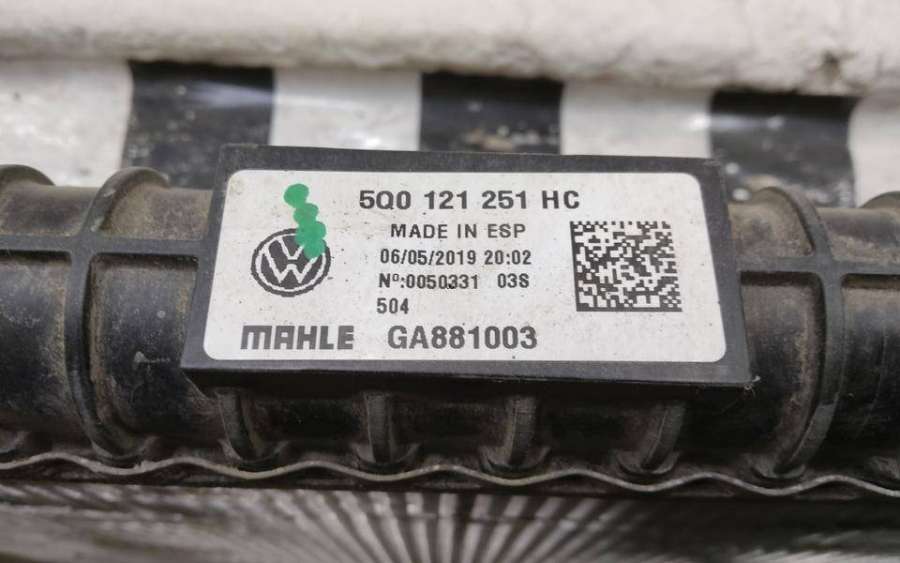 5Q0 121 251 HC
MADE IN ESP
06/05/2019 20:02
Nº:0050331 03S
504
MAHLE GA881003